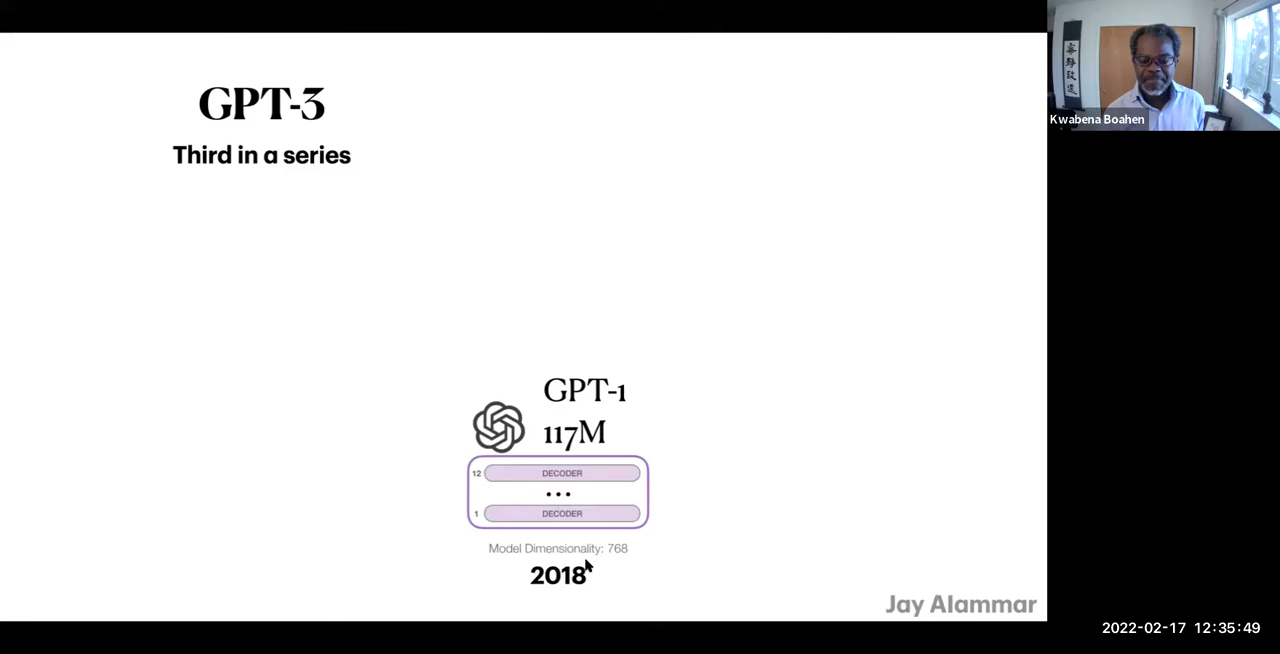 GPT-3
Third in a series
GPT-1
117M
12 DECODER
...
1 DECODER
Model Dimensionality: 768
2018
Jay Alammar
Kwabena Boahen
2022-02-17 12:35:49